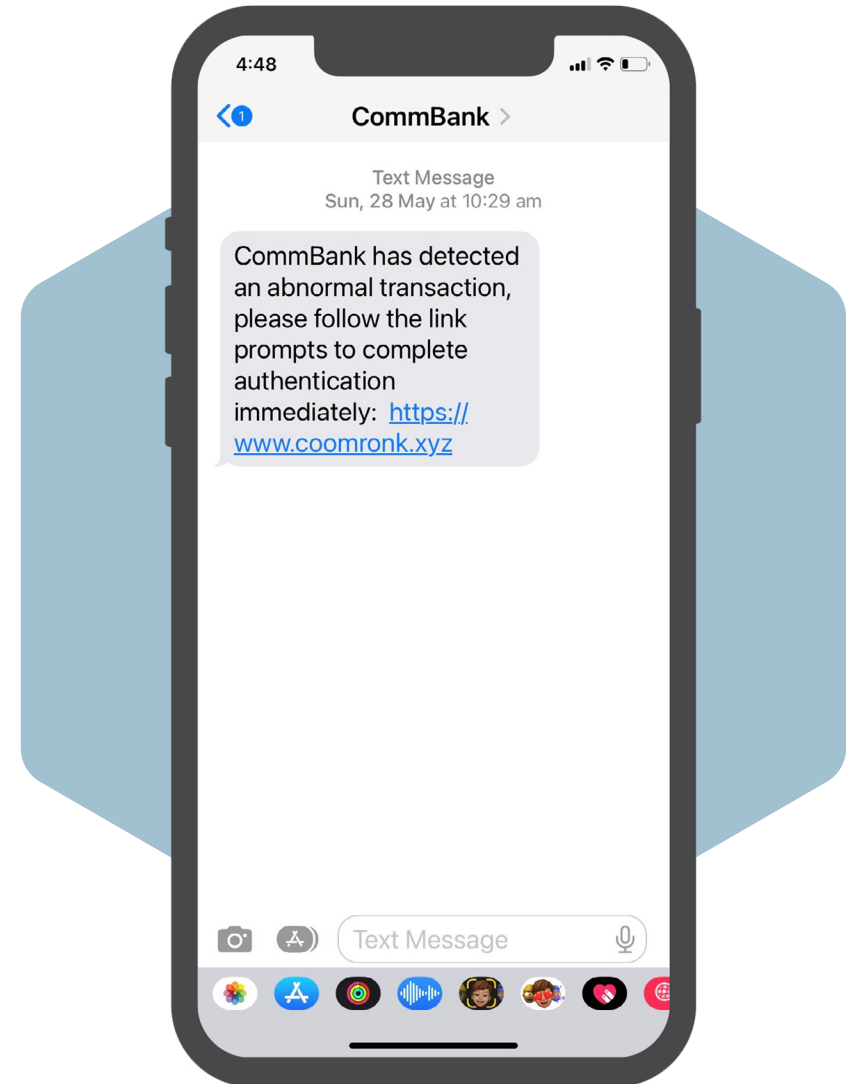 4:48
1
CommBank
Text Message
Sun, 28 May at 10:29 am
CommBank has detected
an abnormal transaction,
please follow the link
prompts to complete
authentication
immediately: https://
www.coomronk.xyz
Text Message